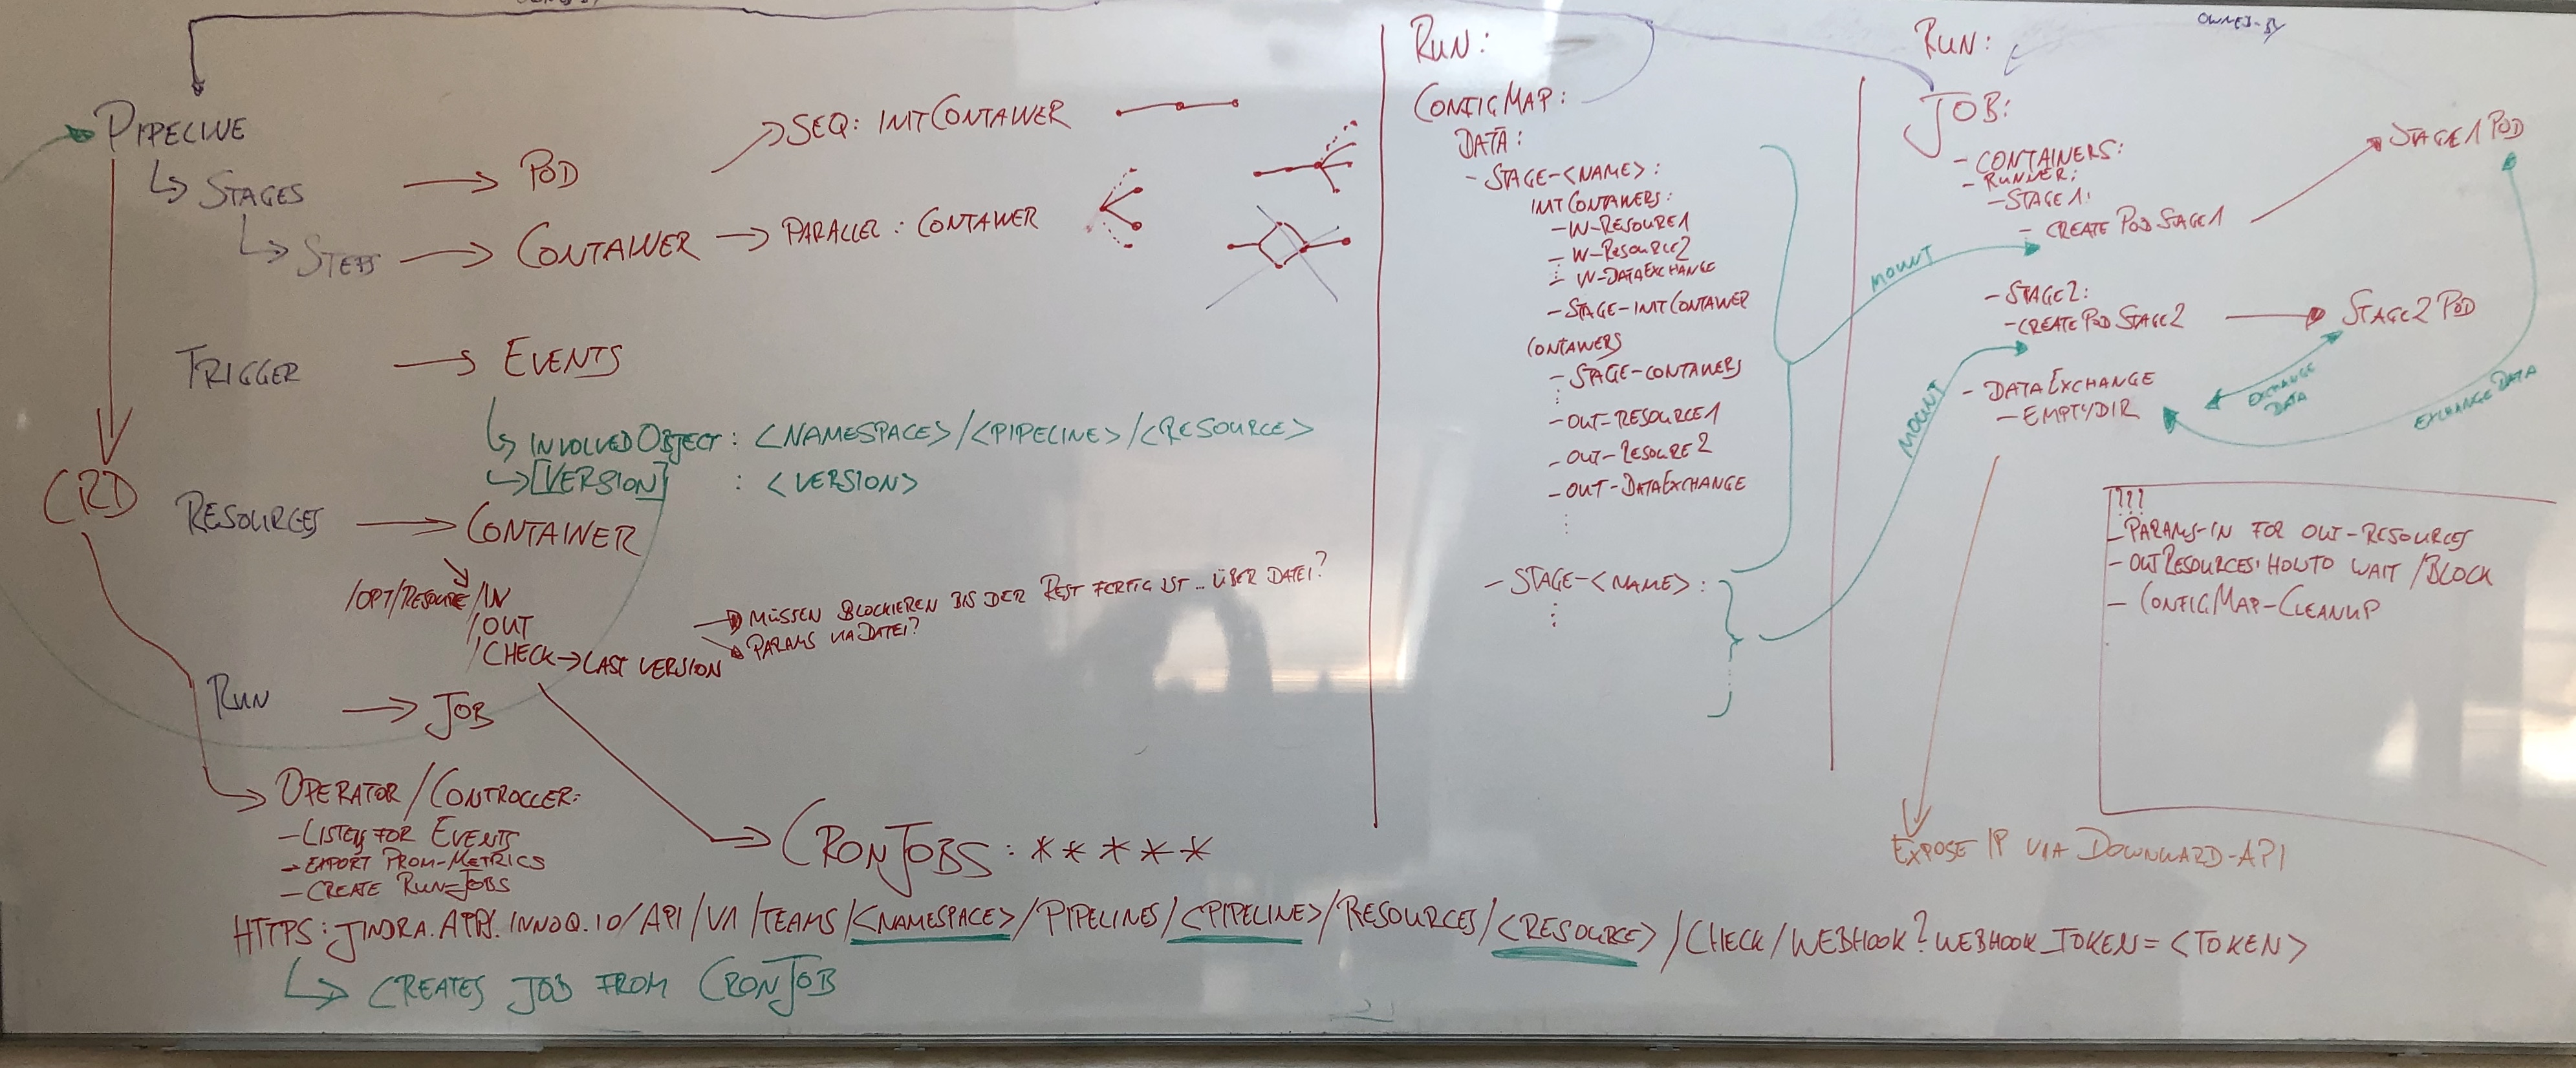 PIPELINE
↳ STAGES → POD
↳ STEPS → CONTAINER → PARALLEL: CONTAINER
SEQ: INITCONTAINER
TRIGGER → EVENTS
↳ INVOLVEDOBJECT: <NAMESPACE>/<PIPELINE>/<RESOURCE>
↳ [VERSION] : <VERSION>
CRD
RESOURCES → CONTAINER
/OPT/RESOURCE/IN
/OUT
/CHECK → LAST VERSION
MÜSSEN BLOCKIEREN BIS DER REST FERTIG IST .. ÜBER DATEI?
PARAMS VIA DATEI?
RUN → JOB
OPERATOR/CONTROLLER:
- LISTEN FOR EVENTS
- EXPORT PROM-METRICS
- CREATE RUN-JOBS
CRONJOBS: * * * * *
HTTPS:JINDRA.APPS.INNOQ.IO/API/V1/TEAMS/<NAMESPACE>/PIPELINES/<PIPELINE>/RESOURCES/<RESOURCE>/CHECK/WEBHOOK?WEBHOOK_TOKEN=<TOKEN>
↳ CREATES JOB FROM CRONJOB
RUN:
CONFIGMAP:
DATA:
- STAGE-<NAME>:
INITCONTAINERS:
- IN-RESOURE1
- IN-RESOURCE2
- IN-DATAEXCHANGE
- STAGE-INITCONTAINER
CONTAINERS
- STAGE-CONTAINERS
- OUT-RESOURCE1
- OUT-RESOURE2
- OUT-DATAEXCHANGE
- STAGE-<NAME>:
MOUNT
MOUNT
RUN:
OWNED-BY
JOB:
- CONTAINERS:
- RUNNER:
- STAGE1:
- CREATE POD STAGE1
STAGE1 POD
- STAGE2:
- CREATE POD STAGE2
STAGE2 POD
- DATAEXCHANGE
- EMPTYDIR
EXCHANGE
DATA
EXCHANGE DATA
???
- PARAMS-IN FOR OUT-RESOURCES
- OUTRESOURCES: HOWTO WAIT/BLOCK
- CONFIGMAP-CLEANUP
EXPOSE IP VIA DOWNWARD-API